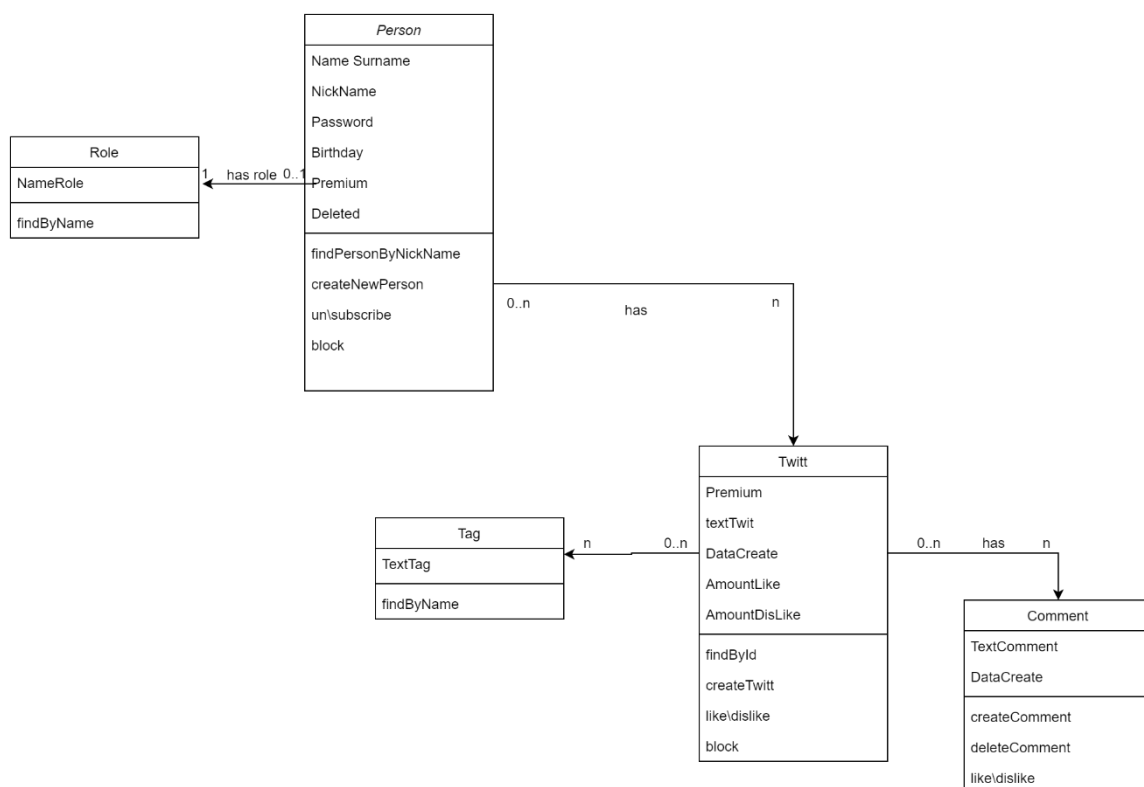 Person
Name Surname
NickName
Password
Birthday
Premium
Deleted
findPersonByNickName
createNewPerson
un\subscribe
block
Role
NameRole
findByName
1
has role
0..1
0..n
has
n
Twitt
Premium
textTwit
DataCreate
AmountLike
AmountDisLike
findById
createTwitt
like\dislike
block
Tag
TextTag
findByName
n
0..n
0..n
has
n
Comment
TextComment
DataCreate
createComment
deleteComment
like\dislike